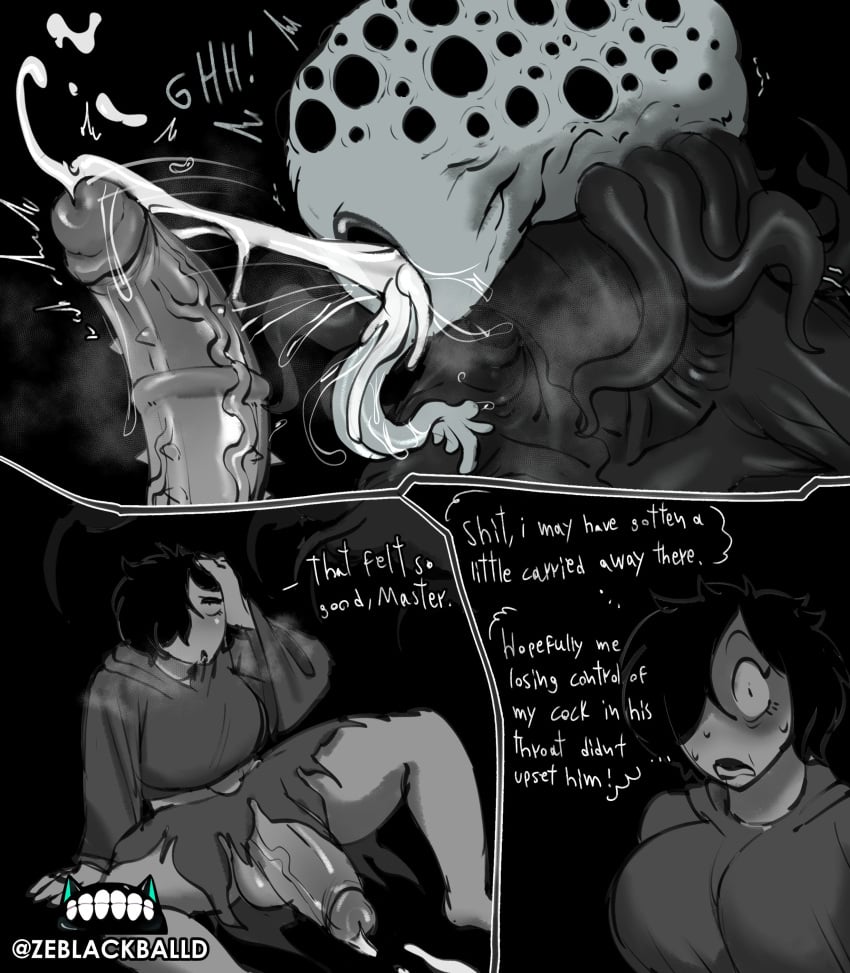 GHH!
Shit, i may have gotten a
little carried away there.
That felt so
good, Master.
Hopefully me
losing control of
my cock in his
throat didnt
upset him!
...
@ZEBLACKBALLD